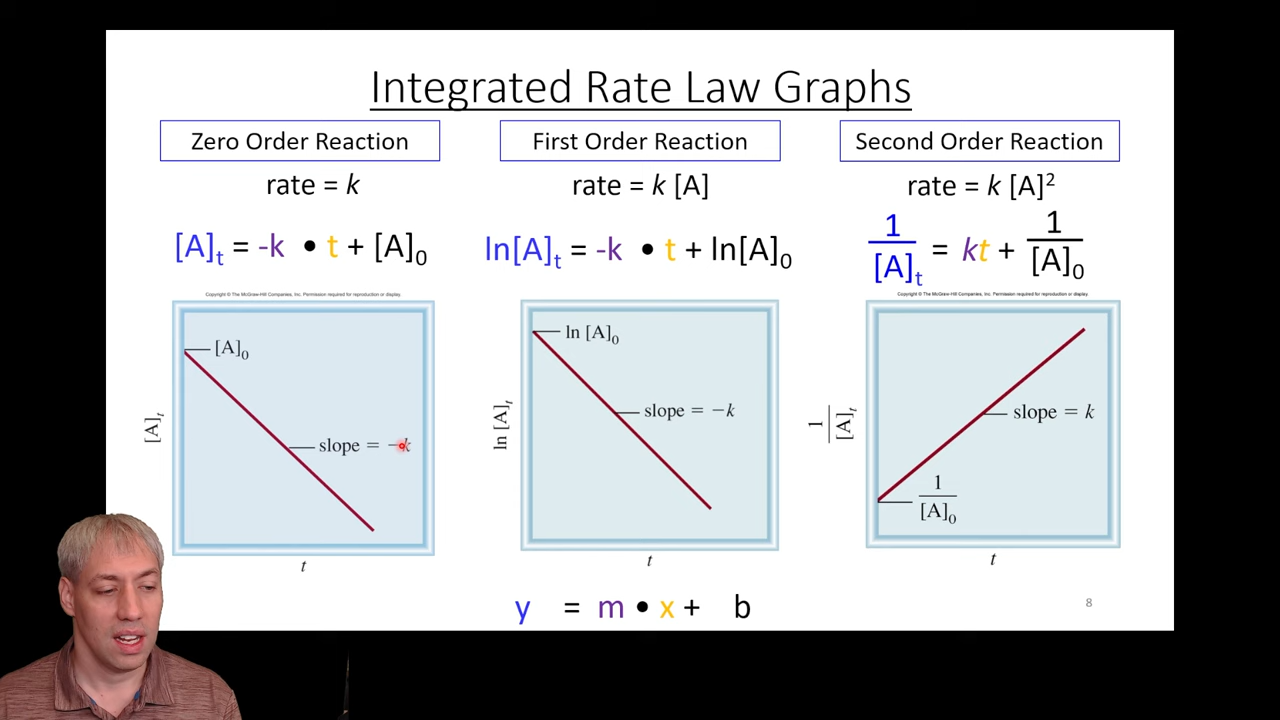 Integrated Rate Law Graphs
Zero Order Reaction
rate = k
[A]ₜ = -k • t + [A]₀
Copyright © The McGraw-Hill Companies, Inc. Permission required for reproduction or display.
[A]₀
slope = −k
[A]ₜ
t
First Order Reaction
rate = k [A]
ln[A]ₜ = -k • t + ln[A]₀
ln [A]₀
slope = −k
ln [A]ₜ
t
Second Order Reaction
rate = k [A]²
1/[A]ₜ = kt + 1/[A]₀
Copyright © The McGraw-Hill Companies, Inc. Permission required for reproduction or display.
slope = k
1/[A]₀
1/[A]ₜ
t
y = m • x + b
8